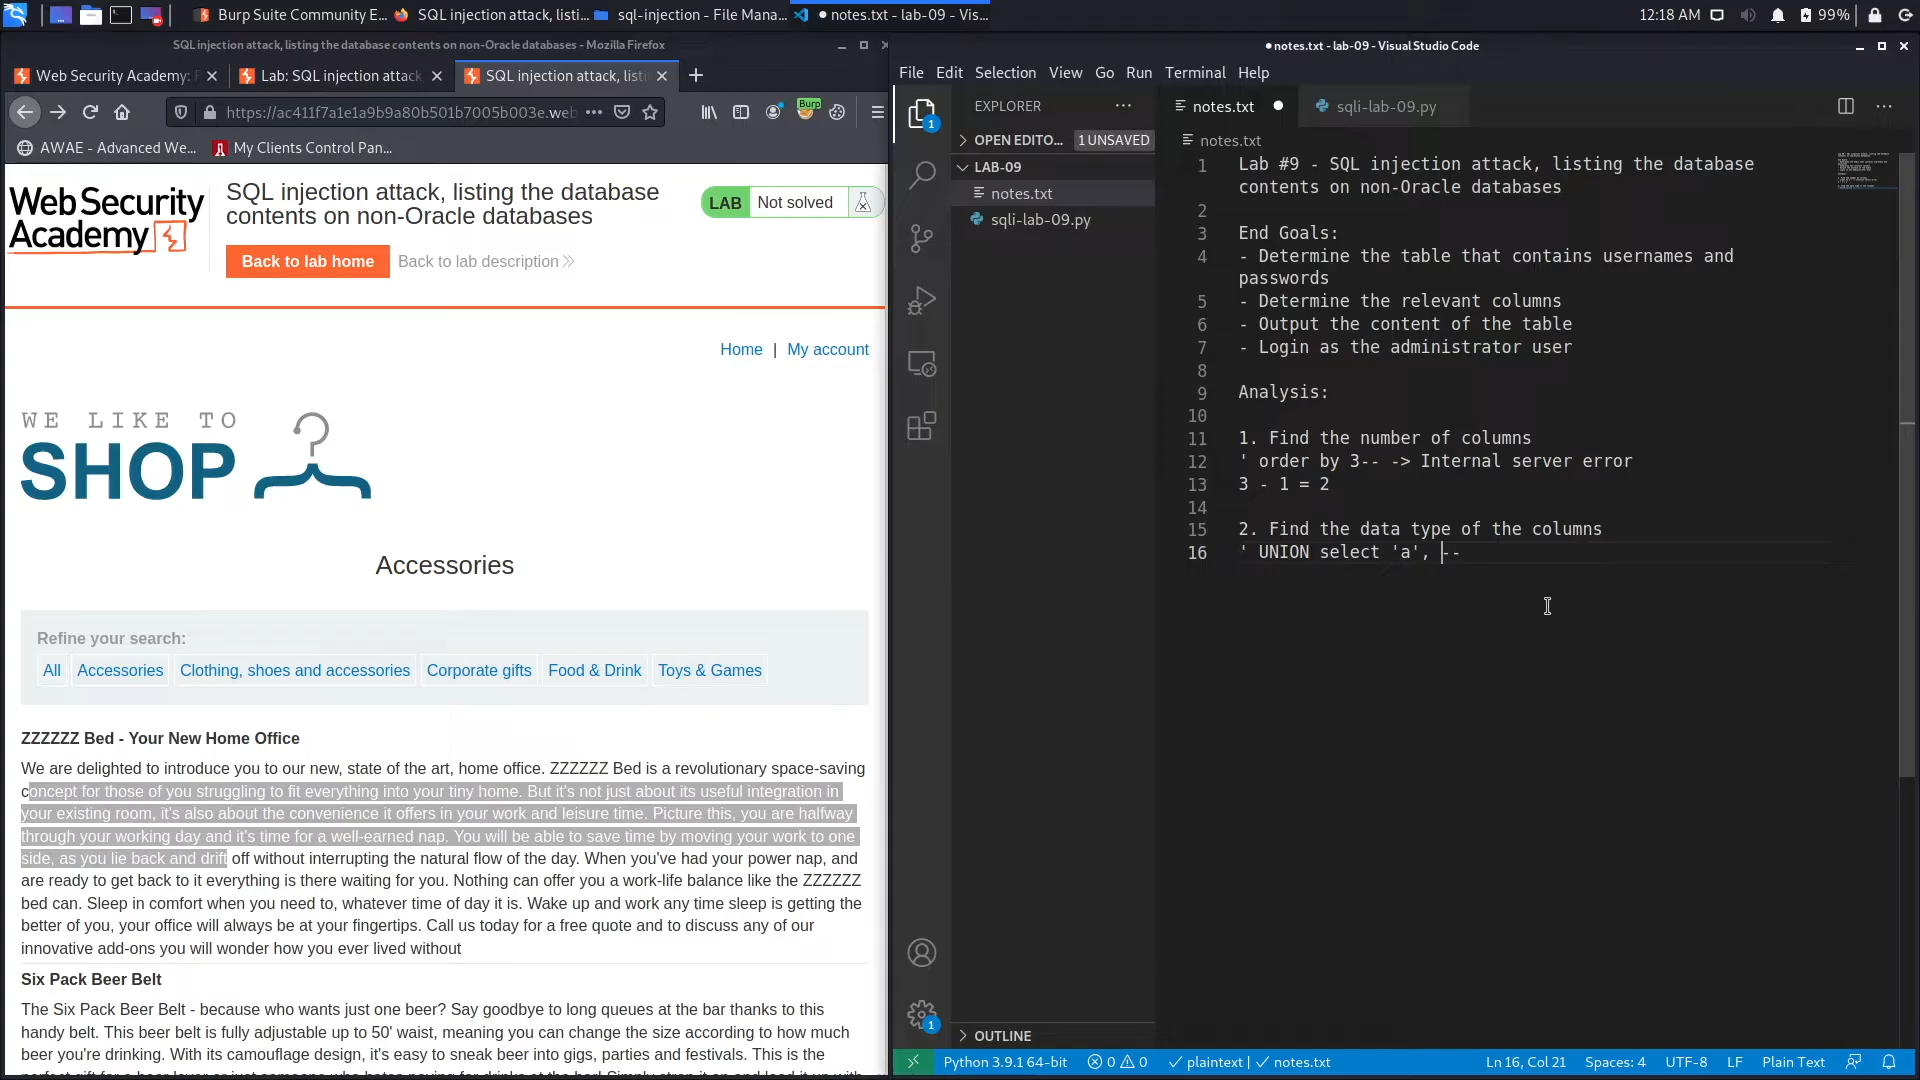 Burp Suite Community E...
SQL injection attack, listi...
sql-injection - File Mana...
notes.txt - lab-09 - Vis...
12:18 AM
99%
SQL injection attack, listing the database contents on non-Oracle databases - Mozilla Firefox
Web Security Academy:
Lab: SQL injection attack
SQL injection attack, listi
https://ac411f7a1e1a9b9a80b501b7005b003e.web
Burp
AWAE - Advanced We...
My Clients Control Pan...
Web Security
Academy
SQL injection attack, listing the database
contents on non-Oracle databases
LAB
Not solved
Back to lab home
Back to lab description
Home | My account
WE LIKE TO
SHOP
Accessories
Refine your search:
All
Accessories
Clothing, shoes and accessories
Corporate gifts
Food & Drink
Toys & Games
ZZZZZZ Bed - Your New Home Office
We are delighted to introduce you to our new, state of the art, home office. ZZZZZZ Bed is a revolutionary space-saving
concept for those of you struggling to fit everything into your tiny home. But it's not just about its useful integration in
your existing room, it's also about the convenience it offers in your work and leisure time. Picture this, you are halfway
through your working day and it's time for a well-earned nap. You will be able to save time by moving your work to one
side, as you lie back and drift off without interrupting the natural flow of the day. When you've had your power nap, and
are ready to get back to it everything is there waiting for you. Nothing can offer you a work-life balance like the ZZZZZZ
bed can. Sleep in comfort when you need to, whatever time of day it is. Wake up and work any time sleep is getting the
better of you, your office will always be at your fingertips. Call us today for a free quote and to discuss any of our
innovative add-ons you will wonder how you ever lived without
Six Pack Beer Belt
The Six Pack Beer Belt - because who wants just one beer? Say goodbye to long queues at the bar thanks to this
handy belt. This beer belt is fully adjustable up to 50' waist, meaning you can change the size according to how much
beer you're drinking. With its camouflage design, it's easy to sneak beer into gigs, parties and festivals. This is the
notes.txt - lab-09 - Visual Studio Code
File Edit Selection View Go Run Terminal Help
EXPLORER
OPEN EDITO...
1 UNSAVED
LAB-09
notes.txt
sqli-lab-09.py
OUTLINE
1
1
notes.txt
sqli-lab-09.py
notes.txt
1 Lab #9 - SQL injection attack, listing the database
contents on non-Oracle databases
2
3 End Goals:
4 - Determine the table that contains usernames and
passwords
5 - Determine the relevant columns
6 - Output the content of the table
7 - Login as the administrator user
8
9 Analysis:
10
11 1. Find the number of columns
12 ' order by 3-- -> Internal server error
13 3 - 1 = 2
14
15 2. Find the data type of the columns
16 ' UNION select 'a', --
Python 3.9.1 64-bit
0
0
plaintext |
notes.txt
Ln 16, Col 21
Spaces: 4
UTF-8
LF
Plain Text